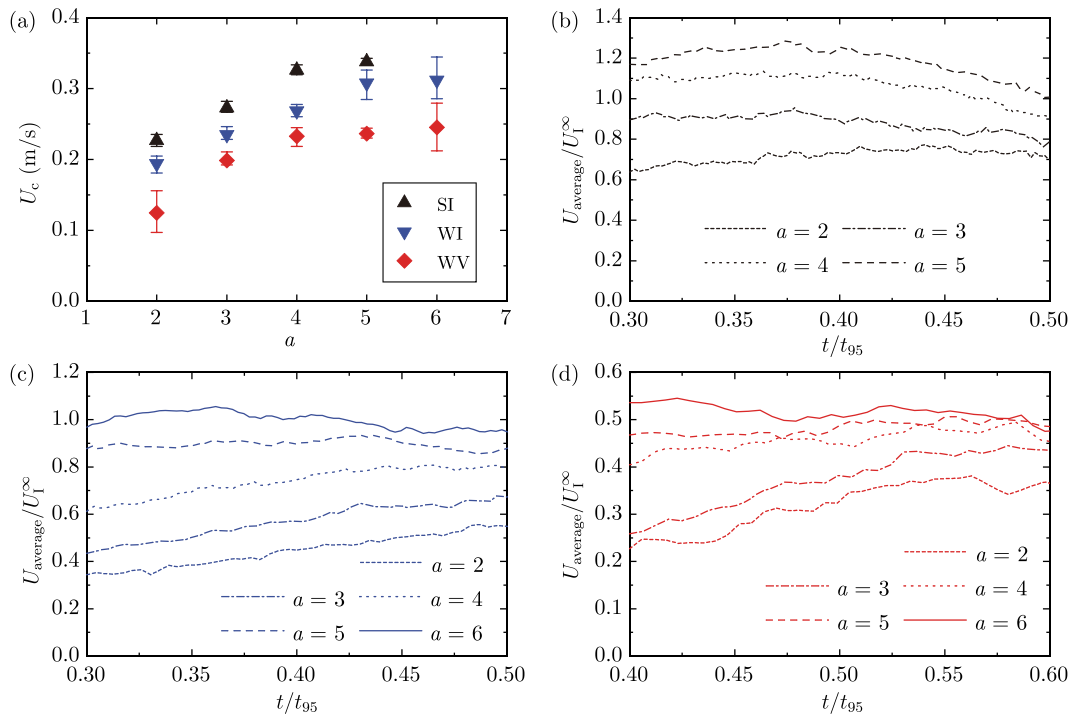 (a)
0.4
0.3
0.2
0.1
0.0
U_c (m/s)
SI
WI
WV
1 2 3 4 5 6 7
a
(b)
1.4
1.2
1.0
0.8
0.6
0.4
0.2
0.0
U_average/U_I^∞
a = 2 a = 3
a = 4 a = 5
0.30 0.35 0.40 0.45 0.50
t/t_95
(c)
1.2
1.0
0.8
0.6
0.4
0.2
0.0
U_average/U_I^∞
a = 2
a = 3 a = 4
a = 5 a = 6
0.30 0.35 0.40 0.45 0.50
t/t_95
(d)
0.6
0.5
0.4
0.3
0.2
0.1
0.0
U_average/U_I^∞
a = 2
a = 3 a = 4
a = 5 a = 6
0.40 0.45 0.50 0.55 0.60
t/t_95